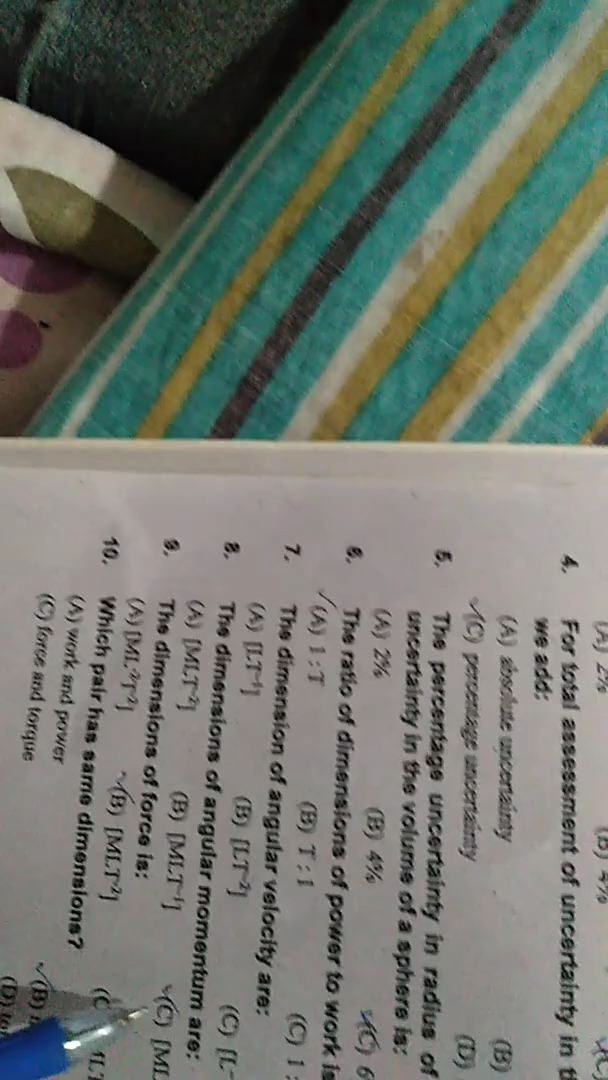 (A) 2% (B) 4% (C)
4. For total assessment of uncertainty in
we add:
(A) absolute uncertainty (B)
(C) percentage uncertainty (D)
5. The percentage uncertainty in radius of
uncertainty in the volume of a sphere is:
(A) 2% (B) 4% (C) 6
6. The ratio of dimensions of power to work is
(A) 1 : T (B) T : 1 (C) 1 :
7. The dimension of angular velocity are:
(A) [LT⁻¹] (B) [LT⁻²] (C) [L⁻
8. The dimensions of angular momentum are:
(A) [MLT⁻²] (B) [MLT⁻¹] (C) [ML
9. The dimensions of force is:
(A) [ML⁻²T²] (B) [MLT⁻²] (C
10. Which pair has same dimensions?
(A) work and power (B)
(C) force and torque (D)